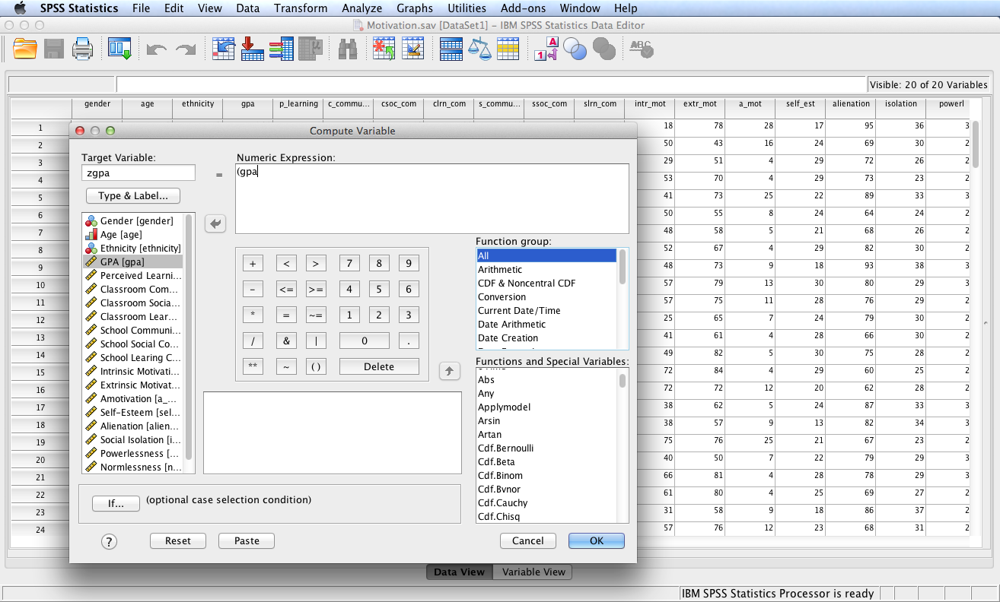 SPSS Statistics File Edit View Data Transform Analyze Graphs Utilities Add-ons Window Help
Motivation.sav [DataSet1] – IBM SPSS Statistics Data Editor
Visible: 20 of 20 Variables
gender age ethnicity gpa p_learning c_commu... csoc_com clrn_com s_commu... ssoc_com slrn_com intr_mot extr_mot a_mot self_est alienation isolation powerl
1 18 78 28 17 95 36 3
2 50 43 16 24 69 30 2
3 29 51 4 29 72 26 2
4 53 70 4 29 73 23 2
5 41 73 25 22 89 33 3
6 50 55 8 24 64 24 2
7 48 58 5 21 68 26 2
8 52 67 4 29 82 30 2
9 48 73 9 18 93 38 3
10 57 79 13 30 80 29 3
11 57 75 11 28 76 29 2
12 25 65 7 24 79 30 2
13 41 61 4 28 66 30 2
14 49 82 5 30 75 28 2
15 72 84 4 29 60 25 2
16 72 72 12 20 62 28 2
17 38 62 5 24 87 33 3
18 38 57 9 13 82 34 3
19 75 76 25 21 67 23 2
20 40 50 7 22 79 29 3
21 66 81 4 28 78 29 3
22 61 80 4 25 69 27 2
23 31 58 9 18 86 37 2
24 57 76 12 23 68 31 2
Compute Variable
Target Variable:
zgpa
=
Numeric Expression:
(gpa
Type & Label...
Gender [gender]
Age [age]
Ethnicity [ethnicity]
GPA [gpa]
Perceived Learni...
Classroom Com...
Classroom Socia...
Classroom Lear...
School Communi...
School Social Co...
School Learing C...
Intrinsic Motivati...
Extrinsic Motivat...
Amotivation [a_...
Self-Esteem [sel...
Alienation [alien...
Social Isolation [i...
Powerlessness [...
Normlessness [n...
+ < > 7 8 9
- <= >= 4 5 6
* = ~= 1 2 3
/ & | 0 .
** ~ ( ) Delete
Function group:
All
Arithmetic
CDF & Noncentral CDF
Conversion
Current Date/Time
Date Arithmetic
Date Creation
Functions and Special Variables:
Abs
Any
Applymodel
Arsin
Artan
Cdf.Bernoulli
Cdf.Beta
Cdf.Binom
Cdf.Bvnor
Cdf.Cauchy
Cdf.Chisq
If... (optional case selection condition)
? Reset Paste Cancel OK
Data View Variable View
IBM SPSS Statistics Processor is ready